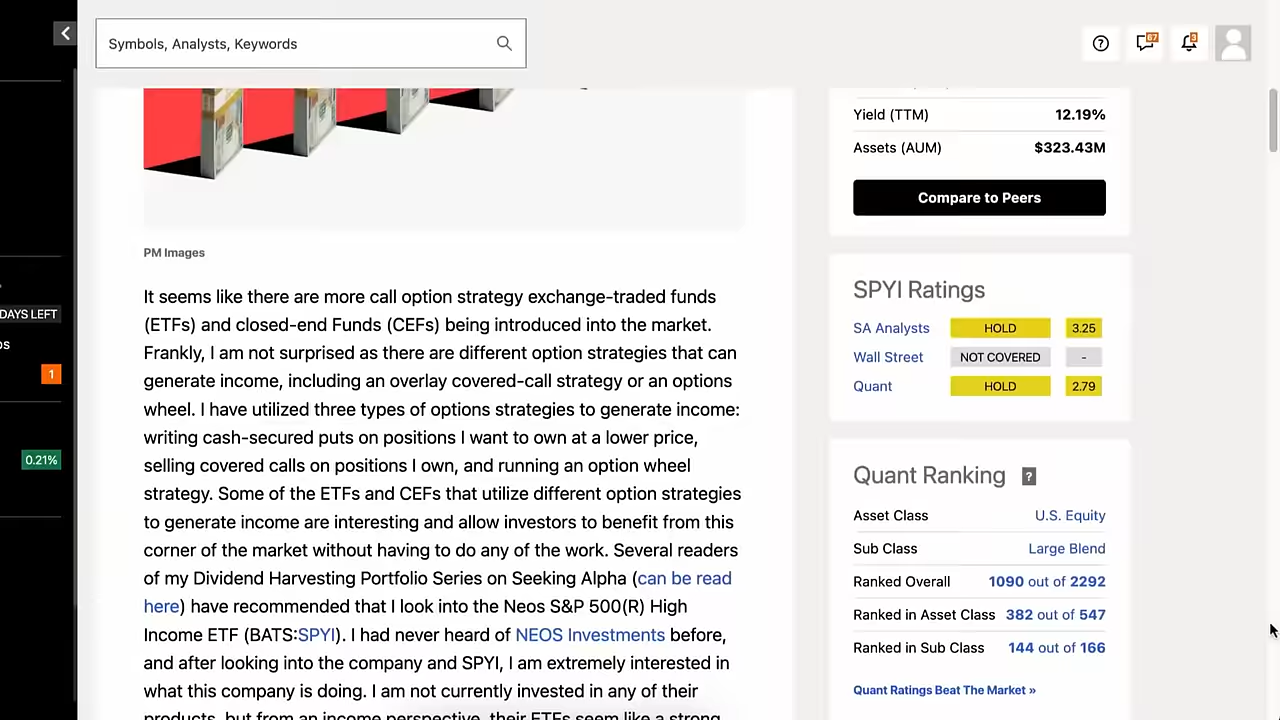 Symbols, Analysts, Keywords
67
3
DAYS LEFT
1
0.21%
PM Images
It seems like there are more call option strategy exchange-traded funds
(ETFs) and closed-end Funds (CEFs) being introduced into the market.
Frankly, I am not surprised as there are different option strategies that can
generate income, including an overlay covered-call strategy or an options
wheel. I have utilized three types of options strategies to generate income:
writing cash-secured puts on positions I want to own at a lower price,
selling covered calls on positions I own, and running an option wheel
strategy. Some of the ETFs and CEFs that utilize different option strategies
to generate income are interesting and allow investors to benefit from this
corner of the market without having to do any of the work. Several readers
of my Dividend Harvesting Portfolio Series on Seeking Alpha (can be read
here) have recommended that I look into the Neos S&P 500(R) High
Income ETF (BATS:SPYI). I had never heard of NEOS Investments before,
and after looking into the company and SPYI, I am extremely interested in
what this company is doing. I am not currently invested in any of their
products, but from an income perspective, their ETFs seem like a strong
Yield (TTM) 12.19%
Assets (AUM) $323.43M
Compare to Peers
SPYI Ratings
SA Analysts HOLD 3.25
Wall Street NOT COVERED -
Quant HOLD 2.79
Quant Ranking ?
Asset Class U.S. Equity
Sub Class Large Blend
Ranked Overall 1090 out of 2292
Ranked in Asset Class 382 out of 547
Ranked in Sub Class 144 out of 166
Quant Ratings Beat The Market »